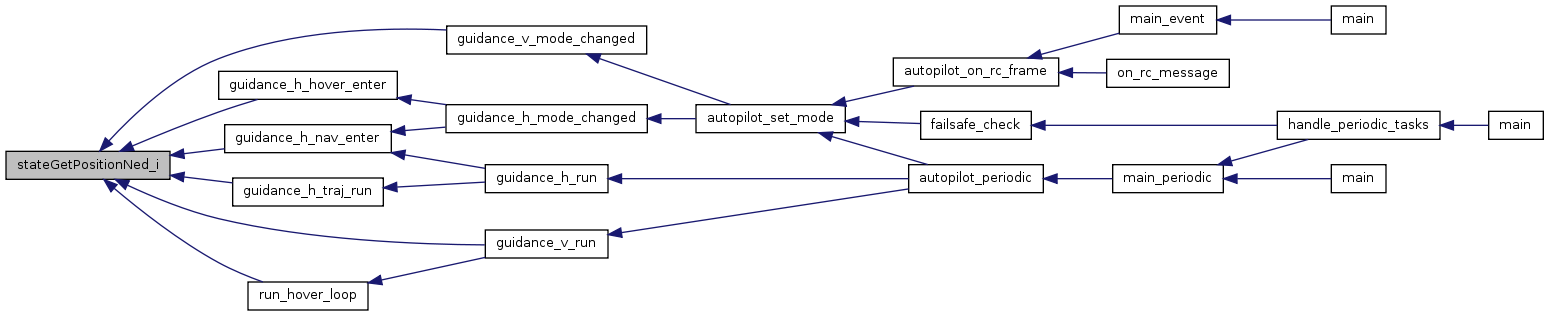 main_event
main
guidance_v_mode_changed
autopilot_on_rc_frame
on_rc_message
guidance_h_hover_enter
guidance_h_mode_changed
autopilot_set_mode
failsafe_check
handle_periodic_tasks
main
guidance_h_nav_enter
stateGetPositionNed_i
guidance_h_traj_run
guidance_h_run
autopilot_periodic
main_periodic
main
guidance_v_run
run_hover_loop